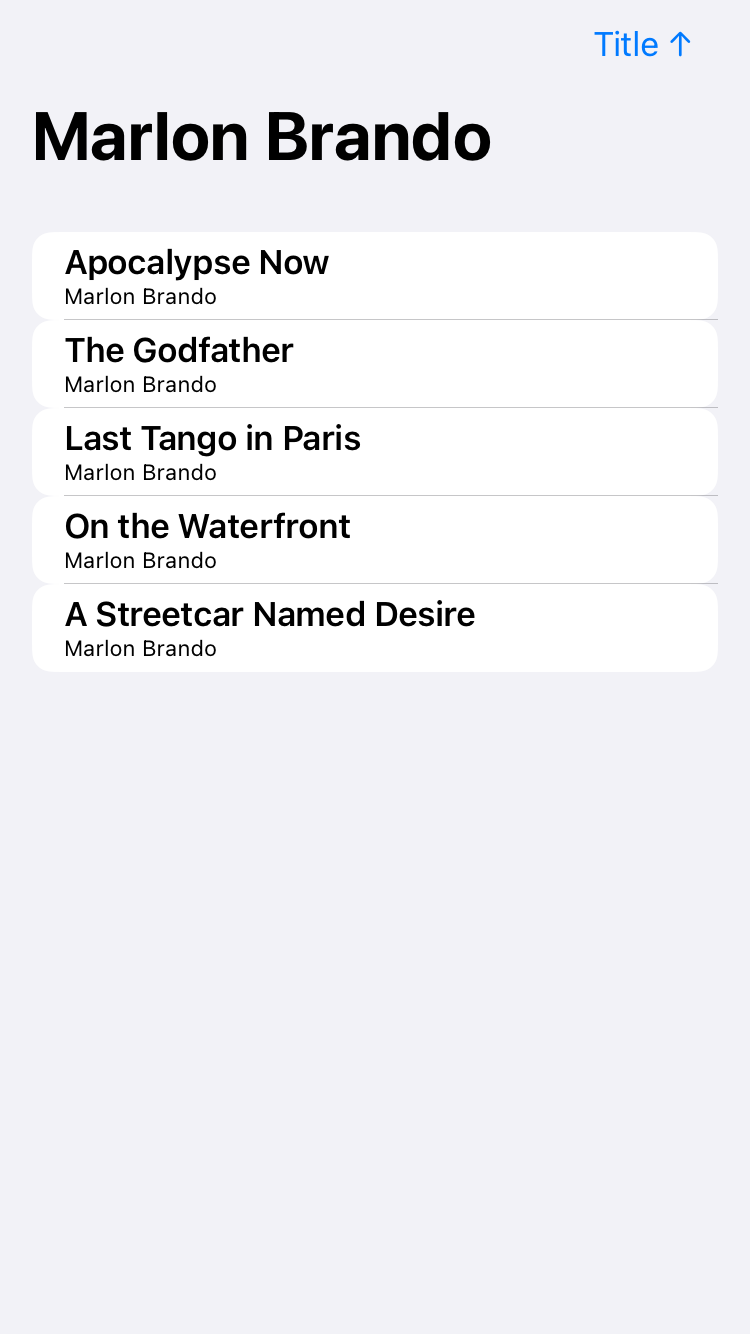 Title ↑
Marlon Brando
Apocalypse Now
Marlon Brando
The Godfather
Marlon Brando
Last Tango in Paris
Marlon Brando
On the Waterfront
Marlon Brando
A Streetcar Named Desire
Marlon Brando